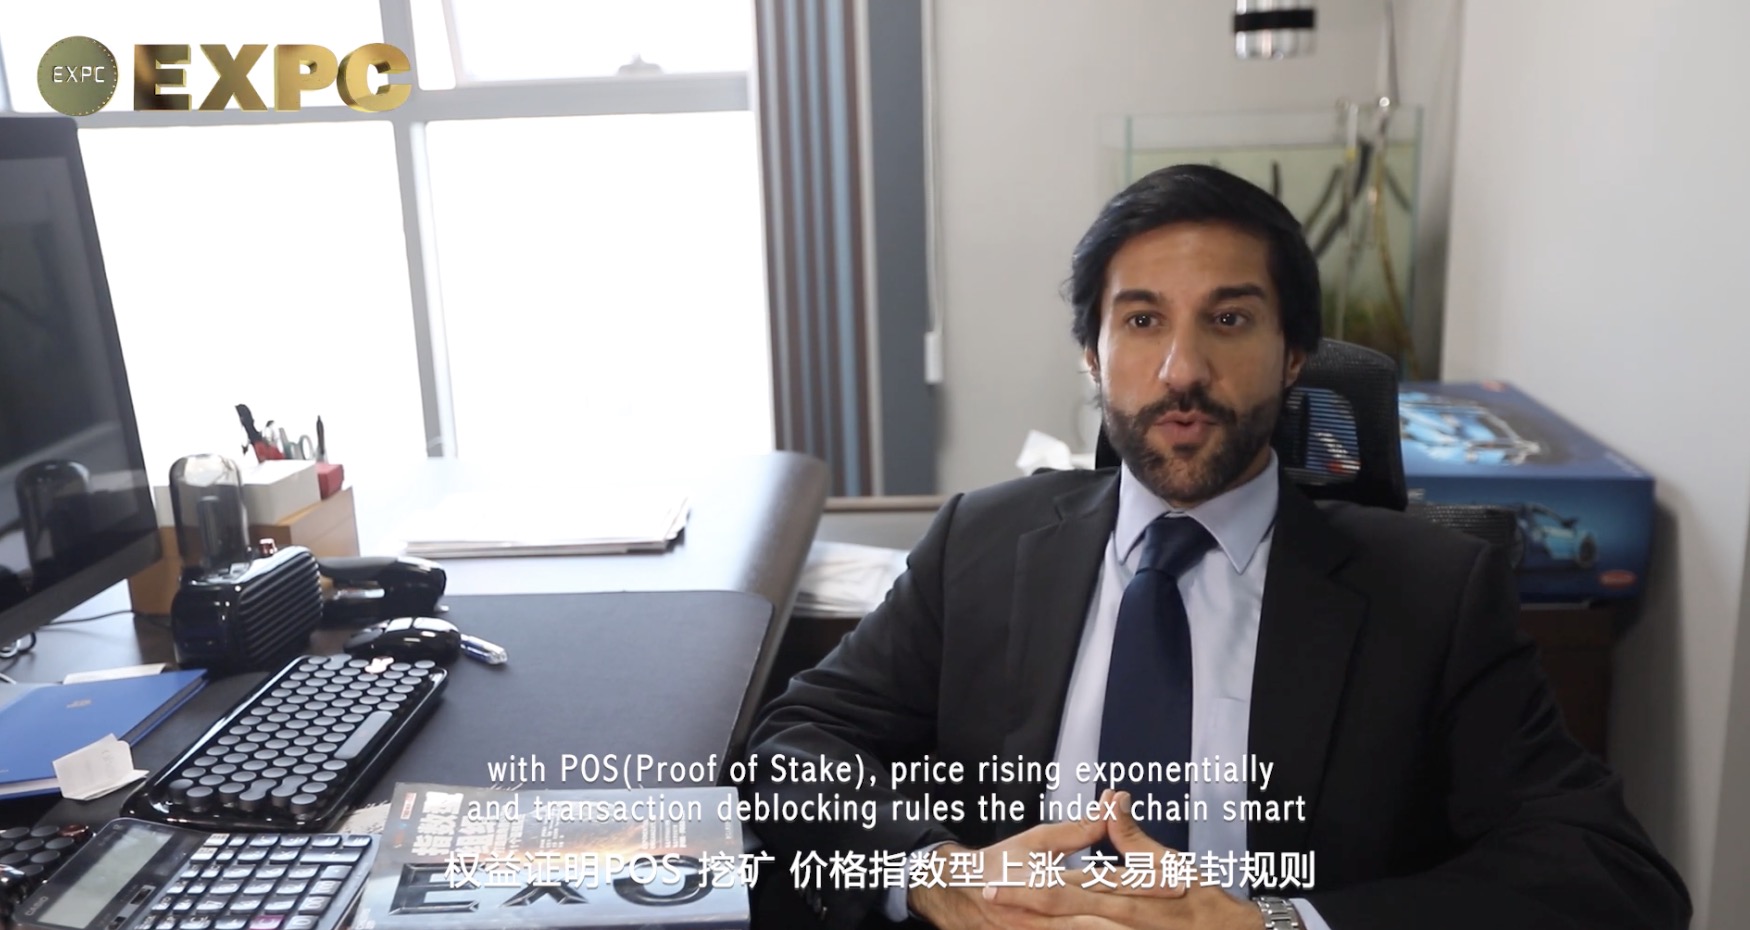 EXPC
EXPC
with POS(Proof of Stake), price rising exponentially
and transaction deblocking rules the index chain smart
权益证明POS 挖矿 价格指数型上涨 交易解封规则
CASIO